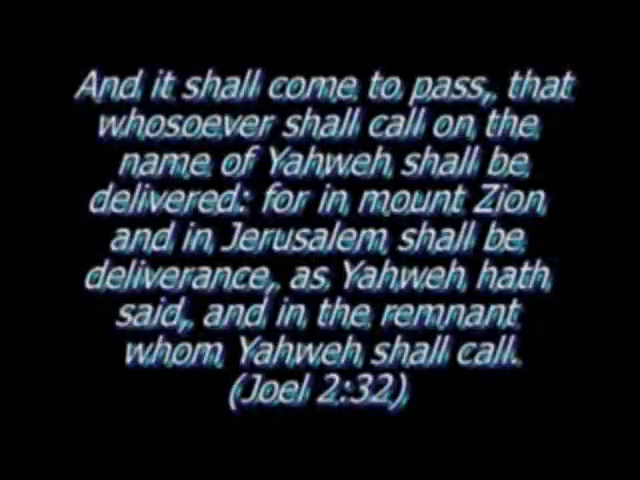 And it shall come to pass, that
whosoever shall call on the
name of Yahweh shall be
delivered: for in mount Zion
and in Jerusalem shall be
deliverance, as Yahweh hath
said, and in the remnant
whom Yahweh shall call.
(Joel 2:32)